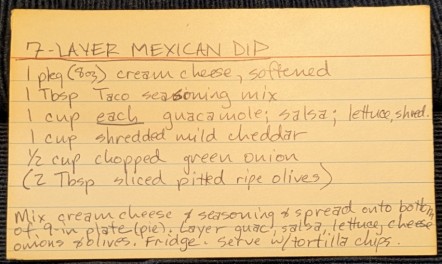 7-LAYER MEXICAN DIP
1 pkg (8oz) cream cheese, softened
1 Tbsp Taco seasoning mix
1 cup each guacamole; salsa; lettuce, shred.
1 cup shredded mild cheddar
½ cup chopped green onion
(2 Tbsp sliced pitted ripe olives)
Mix cream cheese & seasoning & spread onto bottom
of 9-in plate (pie). Layer guac, salsa, lettuce, cheese
onions & olives. Fridge. Serve w/tortilla chips.